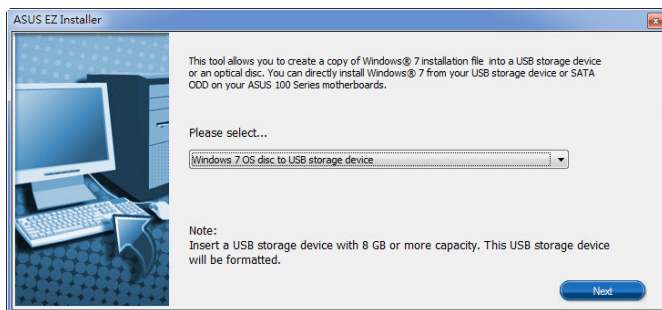 ASUS EZ Installer
This tool allows you to create a copy of Windows® 7 installation file into a USB storage device
or an optical disc. You can directly install Windows® 7 from your USB storage device or SATA
ODD on your ASUS 100 Series motherboards.
Please select...
Windows 7 OS disc to USB storage device
Note:
Insert a USB storage device with 8 GB or more capacity. This USB storage device
will be formatted.
Next